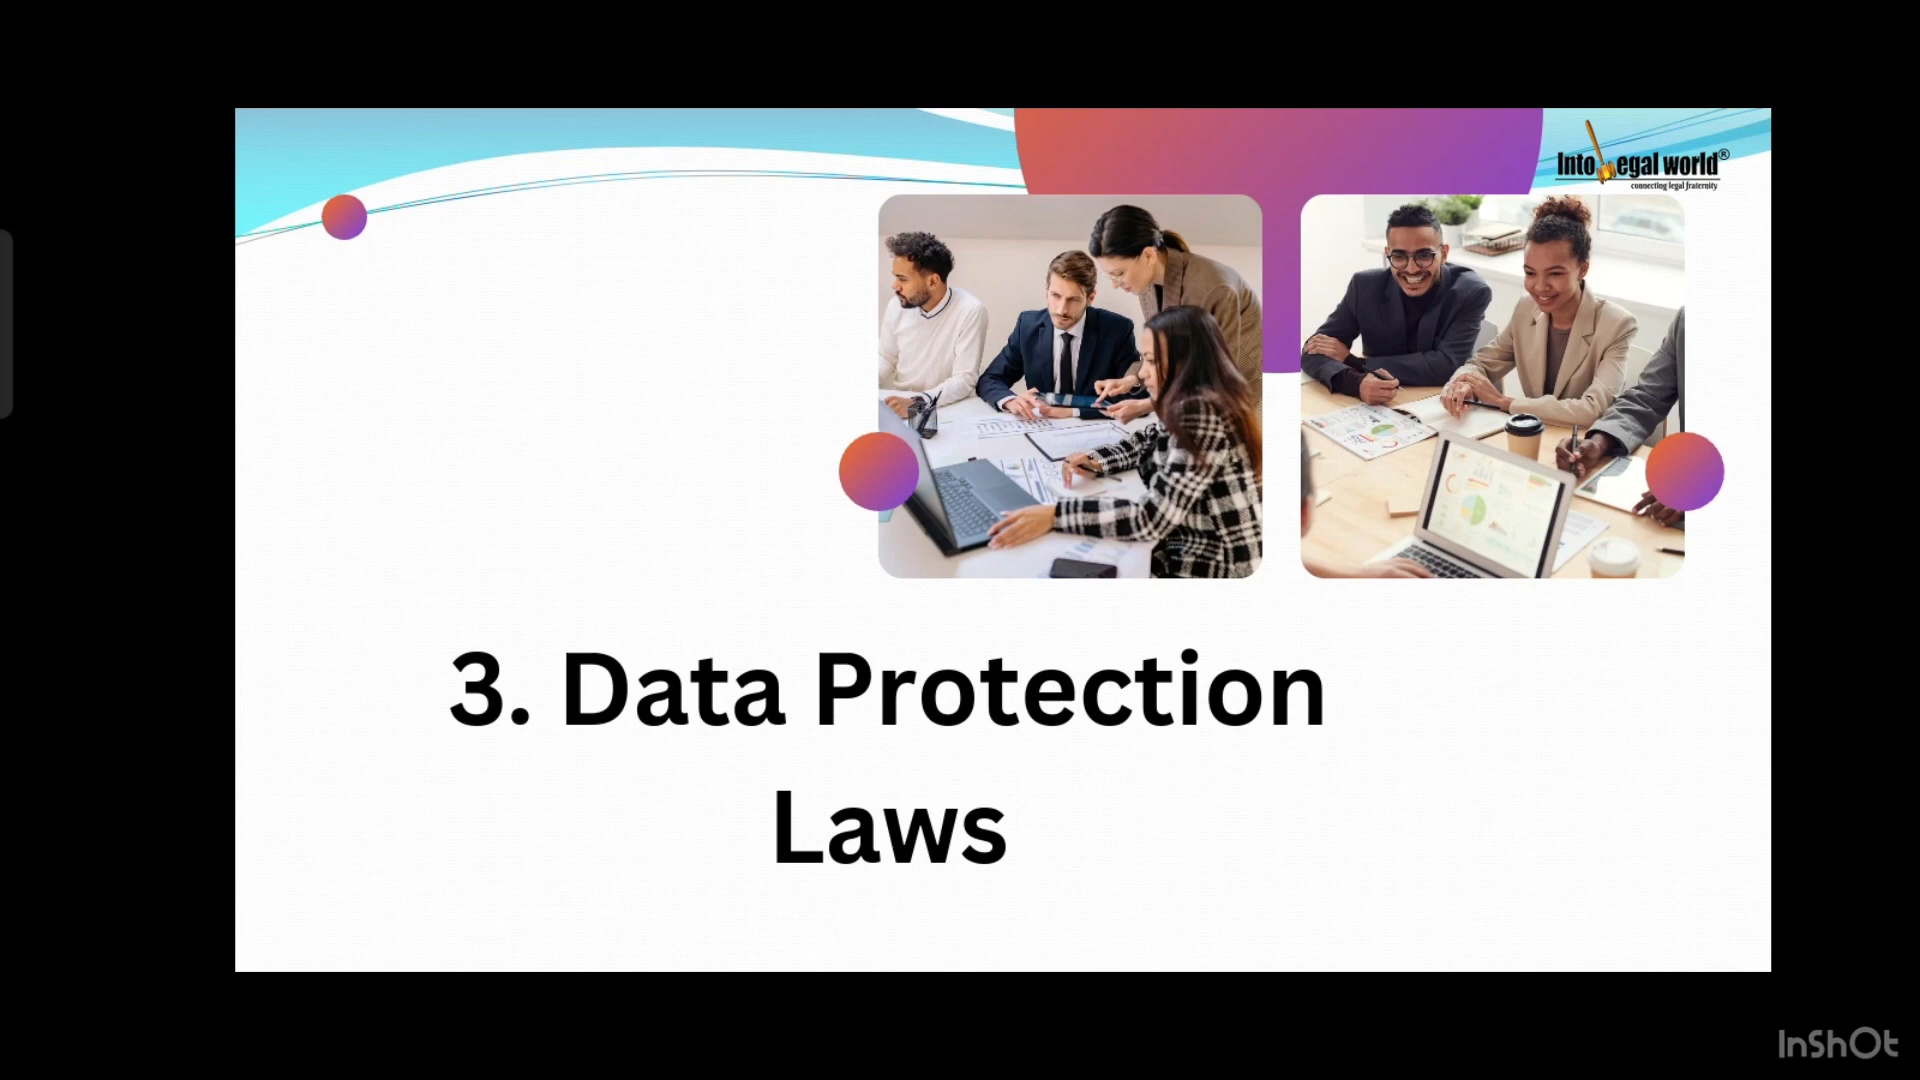 Into legal world®
connecting legal fraternity
3. Data Protection
Laws
InShOt